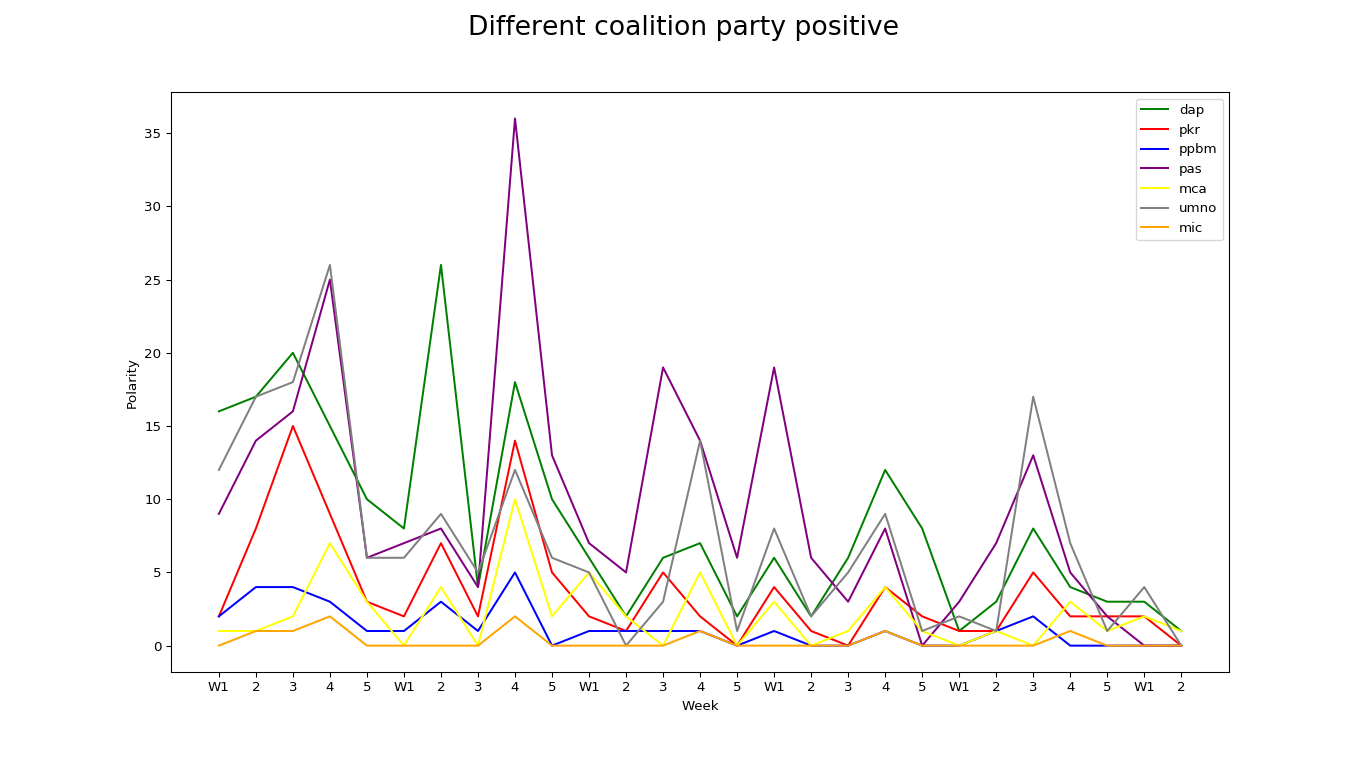 Different coalition party positive
dap
pkr
ppbm
pas
mca
umno
mic
35
30
25
20
15
10
5
0
Polarity
W1 2 3 4 5 W1 2 3 4 5 W1 2 3 4 5 W1 2 3 4 5 W1 2 3 4 5 W1 2
Week